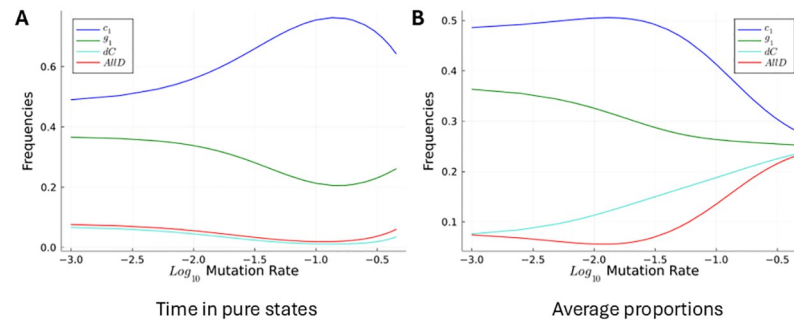 A
c₁
g₁
dC
AllD
Frequencies
0.6
0.4
0.2
0.0
−3.0 −2.5 −2.0 −1.5 −1.0 −0.5
Log₁₀ Mutation Rate
Time in pure states
B
c₁
g₁
dC
AllD
Frequencies
0.5
0.4
0.3
0.2
0.1
−3.0 −2.5 −2.0 −1.5 −1.0 −0.5
Log₁₀ Mutation Rate
Average proportions